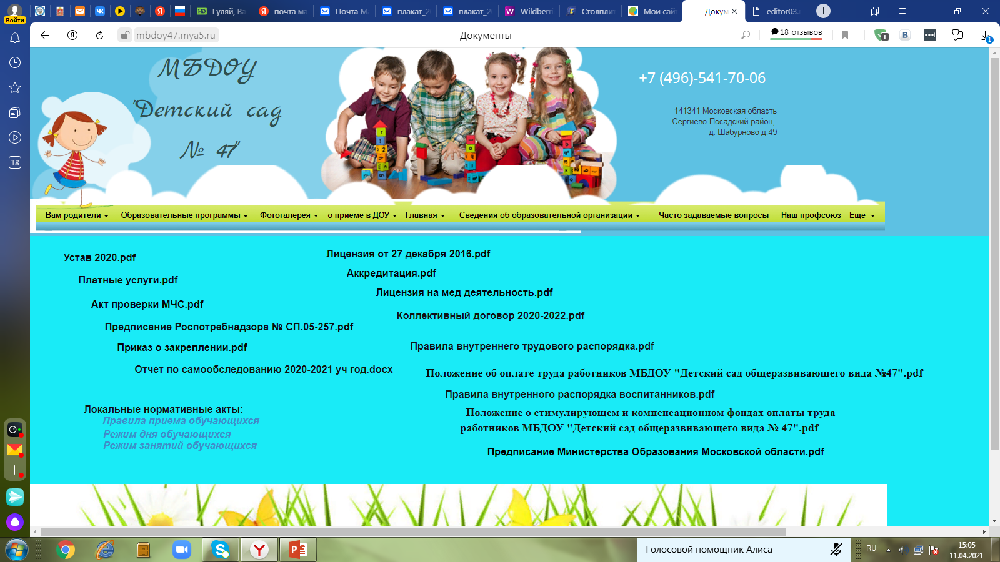 Войти
Гуляй, Ва
почта ма
Почта Ma
плакат_2
плакат_2
Wildberri
Столплит
Мои сайт
Докум
editor03.
mbdoy47.mya5.ru
Документы
18 отзывов
1
1
18
МБДОУ
"Детский сад
№ 47"
+7 (496)-541-70-06
141341 Московская область
Сергиево-Посадский район,
д. Шабурново д.49
Вам родители Образовательные программы Фотогалерея о приеме в ДОУ Главная Сведения об образовательной организации Часто задаваемые вопросы Наш профсоюз Еще
Устав 2020.pdf
Платные услуги.pdf
Акт проверки МЧС.pdf
Предписание Роспотребнадзора № СП.05-257.pdf
Приказ о закреплении.pdf
Отчет по самообследованию 2020-2021 уч год.docx
Локальные нормативные акты:
Правила приема обучающихся
Режим дня обучающихся
Режим занятий обучающихся
Лицензия от 27 декабря 2016.pdf
Аккредитация.pdf
Лицензия на мед деятельность.pdf
Коллективный договор 2020-2022.pdf
Правила внутреннего трудового распорядка.pdf
Положение об оплате труда работников МБДОУ "Детский сад общеразвивающего вида №47".pdf
Правила внутренного распорядка воспитанников.pdf
Положение о стимулирующем и компенсационном фондах оплаты труда
работников МБДОУ "Детский сад общеразвивающего вида № 47".pdf
Предписание Министерства Образования Московской области.pdf
Голосовой помощник Алиса
RU
15:05
11.04.2021